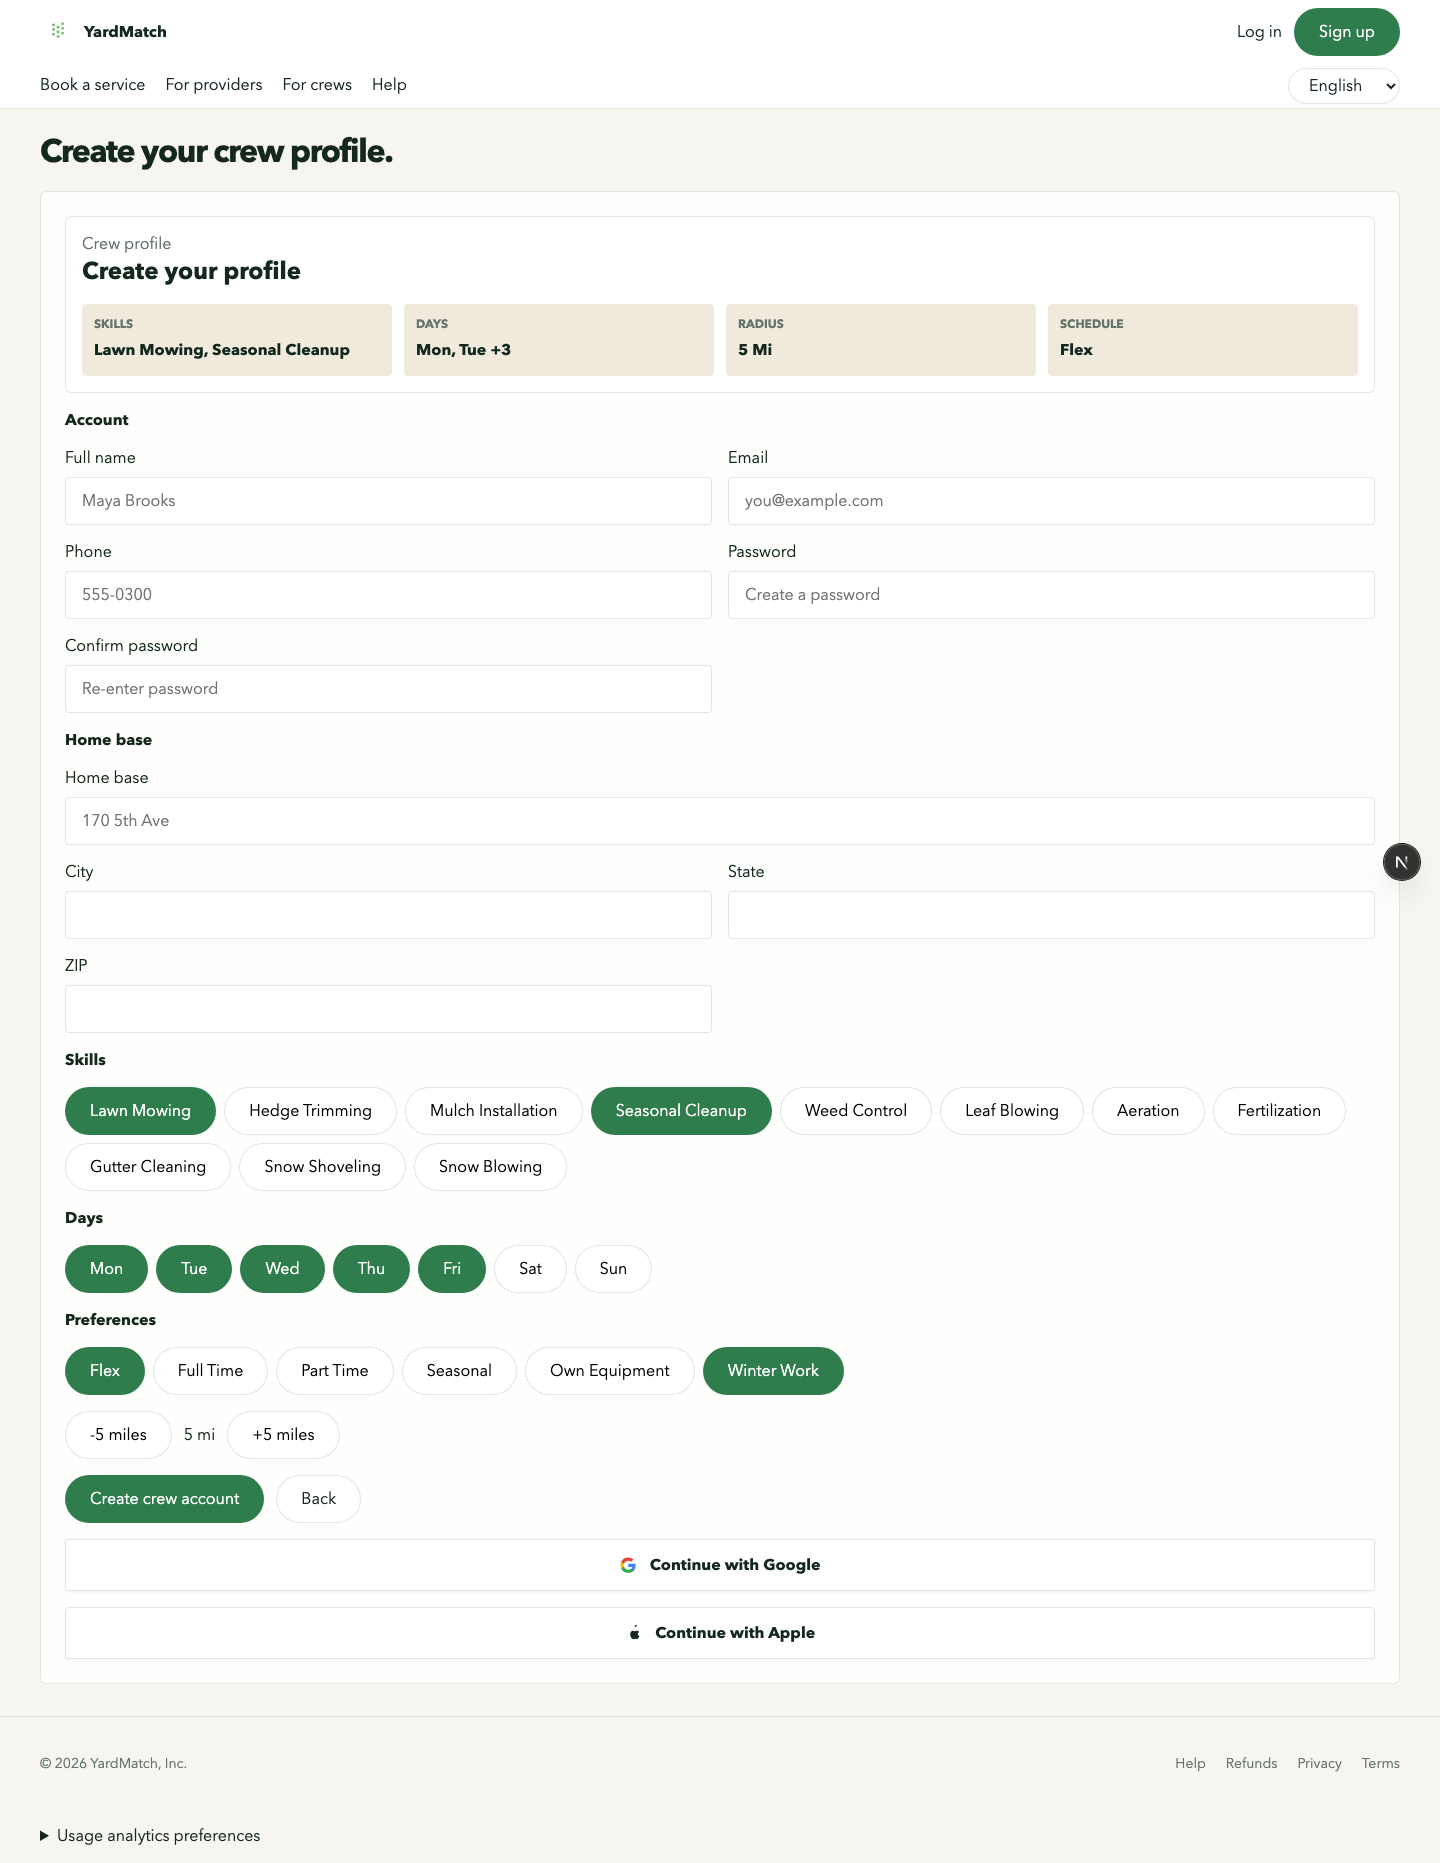 YardMatch
Log in
Sign up
Book a service
For providers
For crews
Help
English
Create your crew profile.
Crew profile
Create your profile
SKILLS
Lawn Mowing, Seasonal Cleanup
DAYS
Mon, Tue +3
RADIUS
5 Mi
SCHEDULE
Flex
Account
Full name
Maya Brooks
Email
you@example.com
Phone
555-0300
Password
Create a password
Confirm password
Re-enter password
Home base
Home base
170 5th Ave
City
State
ZIP
Skills
Lawn Mowing
Hedge Trimming
Mulch Installation
Seasonal Cleanup
Weed Control
Leaf Blowing
Aeration
Fertilization
Gutter Cleaning
Snow Shoveling
Snow Blowing
Days
Mon
Tue
Wed
Thu
Fri
Sat
Sun
Preferences
Flex
Full Time
Part Time
Seasonal
Own Equipment
Winter Work
-5 miles
5 mi
+5 miles
Create crew account
Back
Continue with Google
Continue with Apple
N
© 2026 YardMatch, Inc.
Help
Refunds
Privacy
Terms
Usage analytics preferences